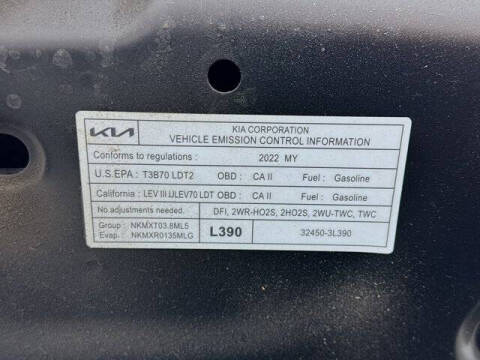 KIA
KIA CORPORATION
VEHICLE EMISSION CONTROL INFORMATION
Conforms to regulations: 2022 MY
U.S.EPA : T3B70 LDT2 OBD : CA II Fuel : Gasoline
California : LEV III ULEV70 LDT OBD : CA II Fuel : Gasoline
No adjustments needed. DFI, 2WR-HO2S, 2HO2S, 2WU-TWC, TWC
Group : NKMXT03.8ML5
Evap. : NKMXR0135MLG
L390 32450-3L390